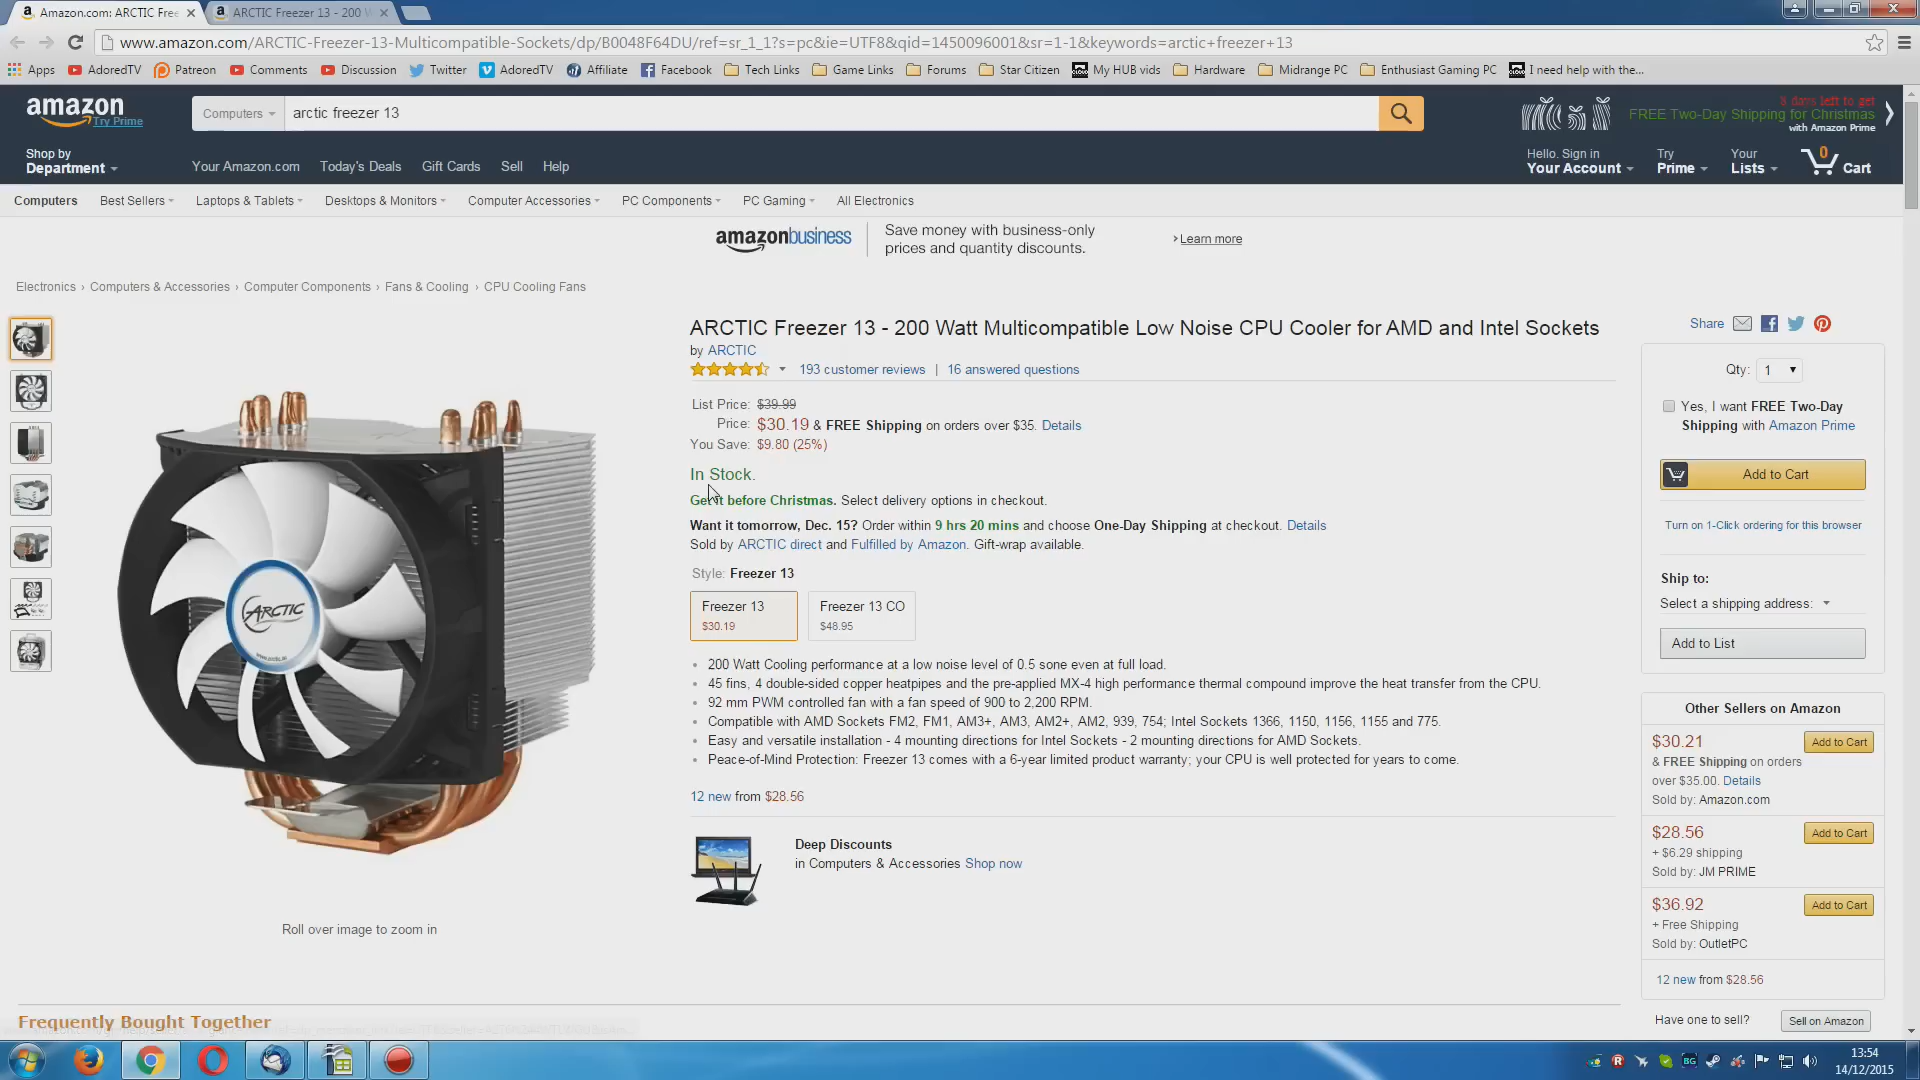 Amazon.com: ARCTIC Free
ARCTIC Freezer 13 - 200 W
www.amazon.com/ARCTIC-Freezer-13-Multicompatible-Sockets/dp/B0048F64DU/ref=sr_1_1?s=pc&ie=UTF8&qid=1450096001&sr=1-1&keywords=arctic+freezer+13
Apps AdoredTV Patreon Comments Discussion Twitter AdoredTV Affiliate Facebook Tech Links Game Links Forums Star Citizen My HUB vids Hardware Midrange PC Enthusiast Gaming PC I need help with the...
amazon
Try Prime
Computers
arctic freezer 13
8 days left to get
FREE Two-Day Shipping for Christmas
with Amazon Prime
Shop by
Department
Your Amazon.com Today's Deals Gift Cards Sell Help
Hello. Sign in
Your Account
Try
Prime
Your
Lists
0
Cart
Computers Best Sellers Laptops & Tablets Desktops & Monitors Computer Accessories PC Components PC Gaming All Electronics
amazonbusiness
Save money with business-only
prices and quantity discounts.
› Learn more
Electronics › Computers & Accessories › Computer Components › Fans & Cooling › CPU Cooling Fans
ARCTIC
Roll over image to zoom in
ARCTIC Freezer 13 - 200 Watt Multicompatible Low Noise CPU Cooler for AMD and Intel Sockets
by ARCTIC
193 customer reviews | 16 answered questions
List Price: $39.99
Price: $30.19 & FREE Shipping on orders over $35. Details
You Save: $9.80 (25%)
In Stock.
Get it before Christmas. Select delivery options in checkout.
Want it tomorrow, Dec. 15? Order within 9 hrs 20 mins and choose One-Day Shipping at checkout. Details
Sold by ARCTIC direct and Fulfilled by Amazon. Gift-wrap available.
Style: Freezer 13
Freezer 13
$30.19
Freezer 13 CO
$48.95
• 200 Watt Cooling performance at a low noise level of 0.5 sone even at full load.
• 45 fins, 4 double-sided copper heatpipes and the pre-applied MX-4 high performance thermal compound improve the heat transfer from the CPU.
• 92 mm PWM controlled fan with a fan speed of 900 to 2,200 RPM.
• Compatible with AMD Sockets FM2, FM1, AM3+, AM3, AM2+, AM2, 939, 754; Intel Sockets 1366, 1150, 1156, 1155 and 775.
• Easy and versatile installation - 4 mounting directions for Intel Sockets - 2 mounting directions for AMD Sockets.
• Peace-of-Mind Protection: Freezer 13 comes with a 6-year limited product warranty; your CPU is well protected for years to come.
12 new from $28.56
Deep Discounts
in Computers & Accessories Shop now
Share
Qty: 1
Yes, I want FREE Two-Day
Shipping with Amazon Prime
Add to Cart
Turn on 1-Click ordering for this browser
Ship to:
Select a shipping address:
Add to List
Other Sellers on Amazon
$30.21
Add to Cart
& FREE Shipping on orders
over $35.00. Details
Sold by: Amazon.com
$28.56
Add to Cart
+ $6.29 shipping
Sold by: JM PRIME
$36.92
Add to Cart
+ Free Shipping
Sold by: OutletPC
12 new from $28.56
Have one to sell?
Sell on Amazon
Frequently Bought Together
13:54
14/12/2015